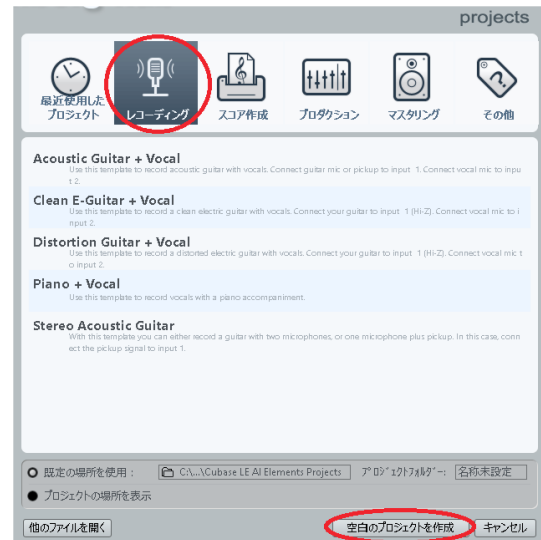 projects
最近使用した
プロジェクト
レコーディング
スコア作成
プロダクション
マスタリング
その他
Acoustic Guitar + Vocal
Use this template to record acoustic guitar with vocals. Connect guitar mic or pickup to input 1. Connect vocal mic to inpu
t 2.
Clean E-Guitar + Vocal
Use this template to record a clean electric guitar with vocals. Connect your guitar to input 1 (Hi-Z). Connect vocal mic to i
nput 2.
Distortion Guitar + Vocal
Use this template to record a distorted electric guitar with vocals. Connect your guitar to input 1 (Hi-Z). Connect vocal mic t
o input 2.
Piano + Vocal
Use this template to record vocals with a piano accompaniment.
Stereo Acoustic Guitar
With this template you can either record a guitar with two microphones, or one microphone plus pickup. In this case, conn
ect the pickup signal to input 1.
既定の場所を使用： C:\...\Cubase LE AI Elements Projects ﾌﾟﾛｼﾞｪｸﾄﾌｫﾙﾀﾞｰ: 名称未設定
プロジェクトの場所を表示
他のファイルを開く 空白のプロジェクトを作成 キャンセル